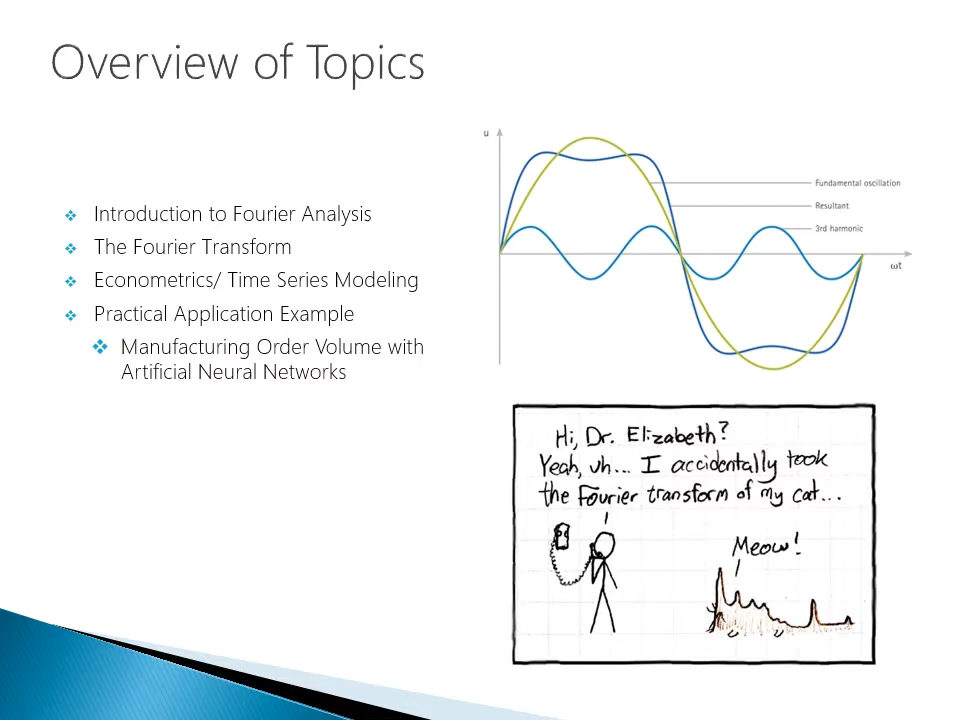 Overview of Topics
Introduction to Fourier Analysis
The Fourier Transform
Econometrics/ Time Series Modeling
Practical Application Example
Manufacturing Order Volume with
Artificial Neural Networks
u
Fundamental oscillation
Resultant
3rd harmonic
ωt
Hi, Dr. Elizabeth?
Yeah, uh... I accidentally took
the Fourier transform of my cat...
Meow!